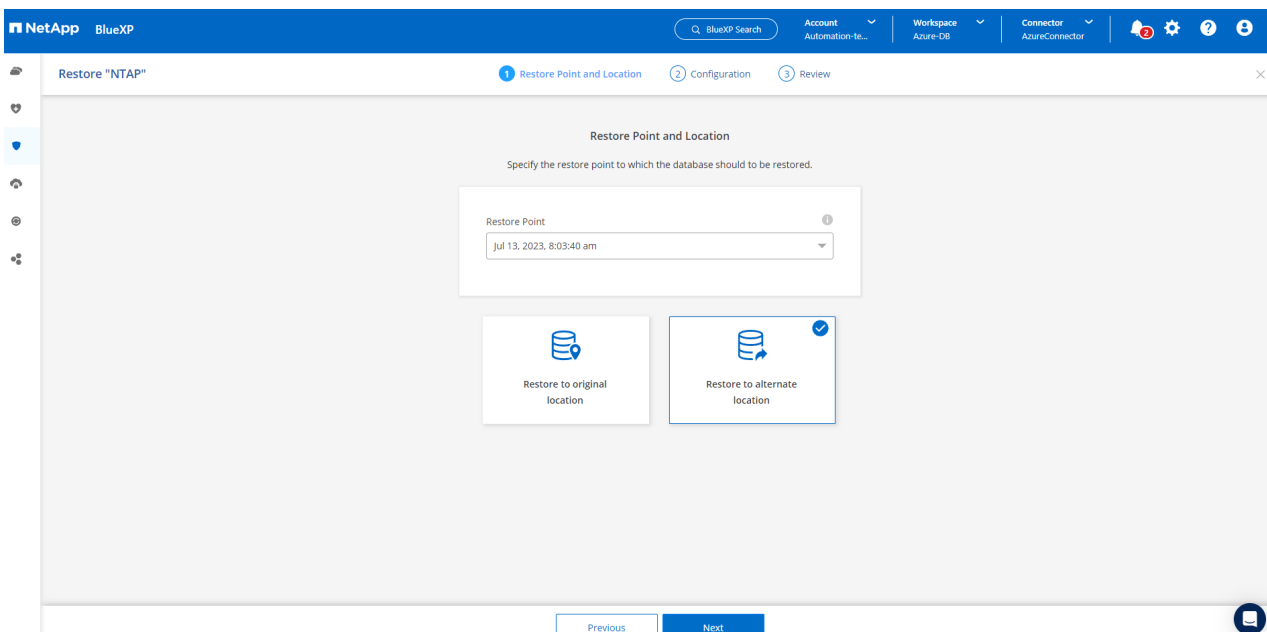 NetApp BlueXP
BlueXP Search
Account
Automation-te...
Workspace
Azure-DB
Connector
AzureConnector
2
Restore "NTAP"
1 Restore Point and Location
2 Configuration
3 Review
Restore Point and Location
Specify the restore point to which the database should to be restored.
Restore Point
Jul 13, 2023, 8:03:40 am
Restore to original
location
Restore to alternate
location
Previous
Next